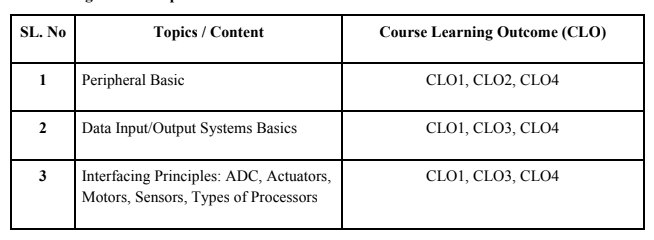 SL. No Topics / Content Course Learning Outcome (CLO)
1 Peripheral Basic CLO1, CLO2, CLO4
2 Data Input/Output Systems Basics CLO1, CLO3, CLO4
3 Interfacing Principles: ADC, Actuators, CLO1, CLO3, CLO4
Motors, Sensors, Types of Processors